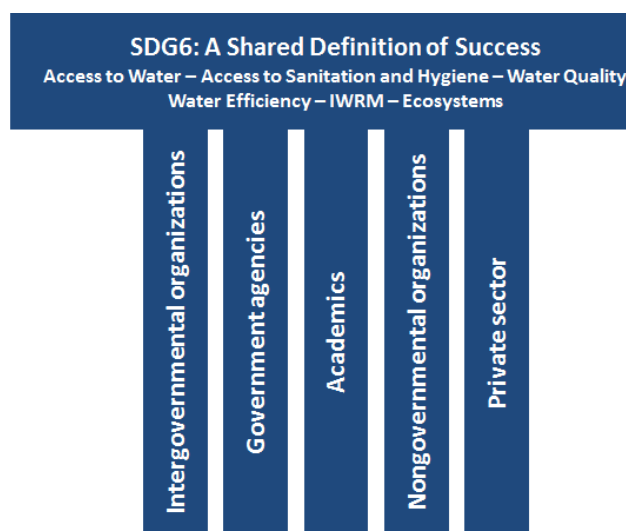 SDG6: A Shared Definition of Success
Access to Water – Access to Sanitation and Hygiene – Water Quality
Water Efficiency – IWRM – Ecosystems
Intergovernmental organizations
Government agencies
Academics
Nongovernmental organizations
Private sector